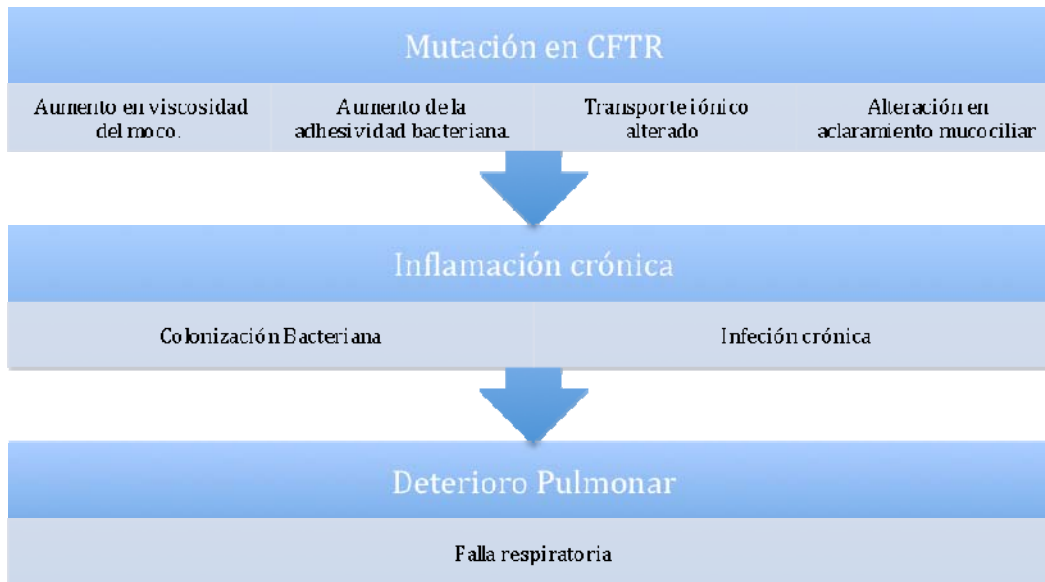 Mutación en CFTR
Aumento en viscosidad
del moco.
Aumento de la
adhesividad bacteriana.
Transporte iónico
alterado
Alteración en
aclaramiento mucociliar
Inflamación crónica
Colonización Bacteriana
Infeción crónica
Deterioro Pulmonar
Falla respiratoria